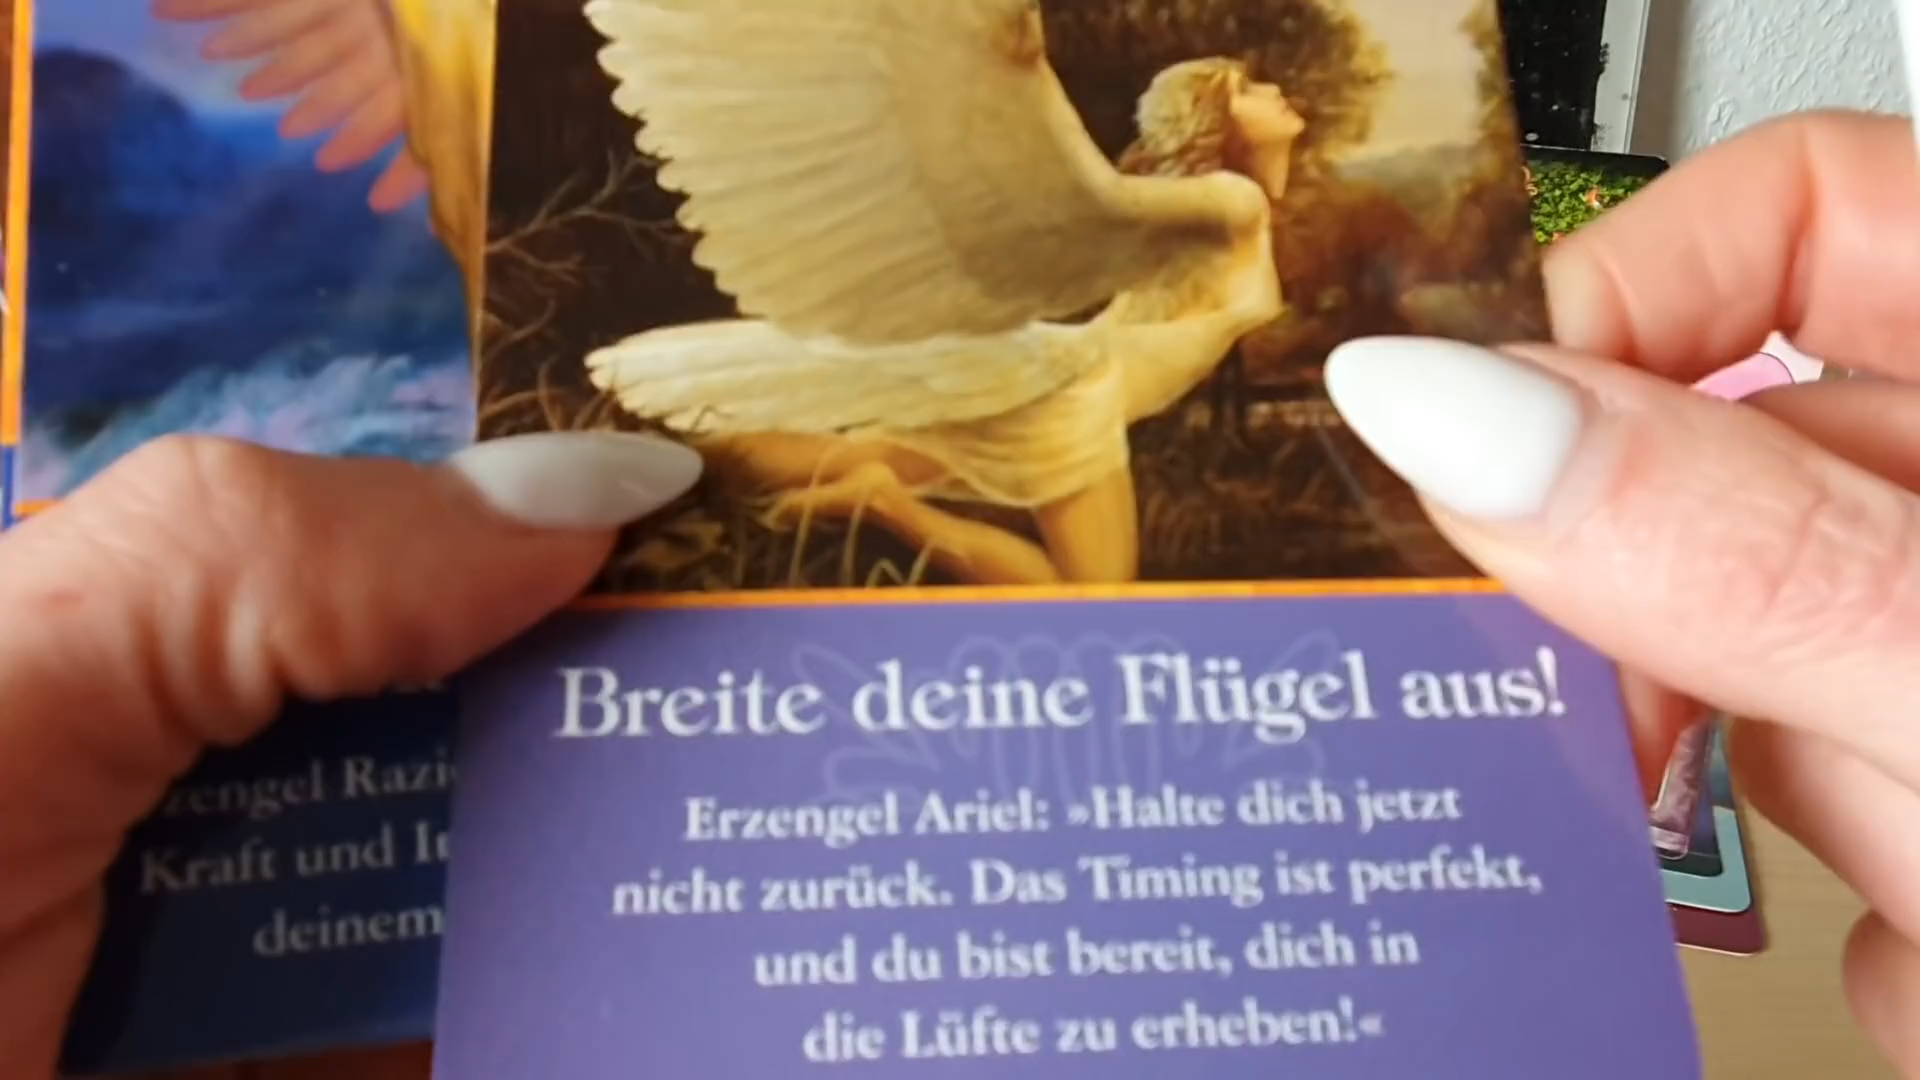 Breite deine Flügel aus!
Erzengel Ariel: »Halte dich jetzt
nicht zurück. Das Timing ist perfekt,
und du bist bereit, dich in
die Lüfte zu erheben!«
zengel Razi
Kraft und I
deinem